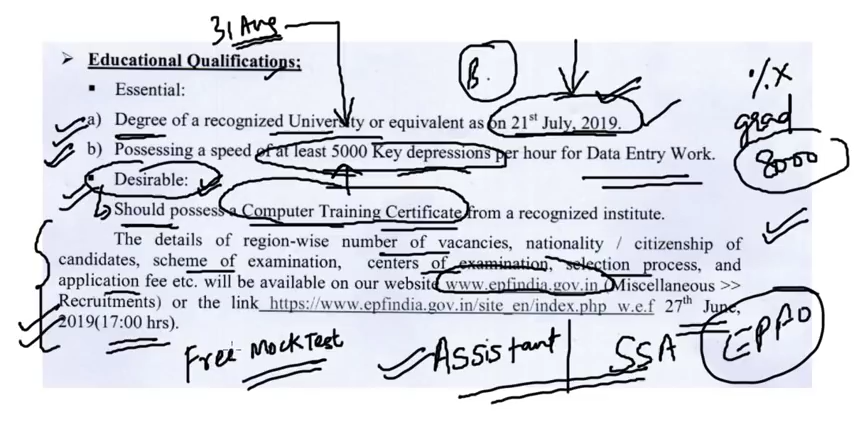 31 Aug
➤ Educational Qualifications:
▪ Essential:
B.
%X
a) Degree of a recognized University or equivalent as on 21st July, 2019.
grad
b) Possessing a speed of at least 5000 Key depressions per hour for Data Entry Work.
8000
▪ Desirable:
Should possess a Computer Training Certificate from a recognized institute.
The details of region-wise number of vacancies, nationality / citizenship of
candidates, scheme of examination, centers of examination, selection process, and
application fee etc. will be available on our website www.epfindia.gov.in (Miscellaneous >>
Recruitments) or the link https://www.epfindia.gov.in/site_en/index.php w.e.f 27th June,
2019(17:00 hrs).
EPFO
Free Mock Test
Assistant | SSA